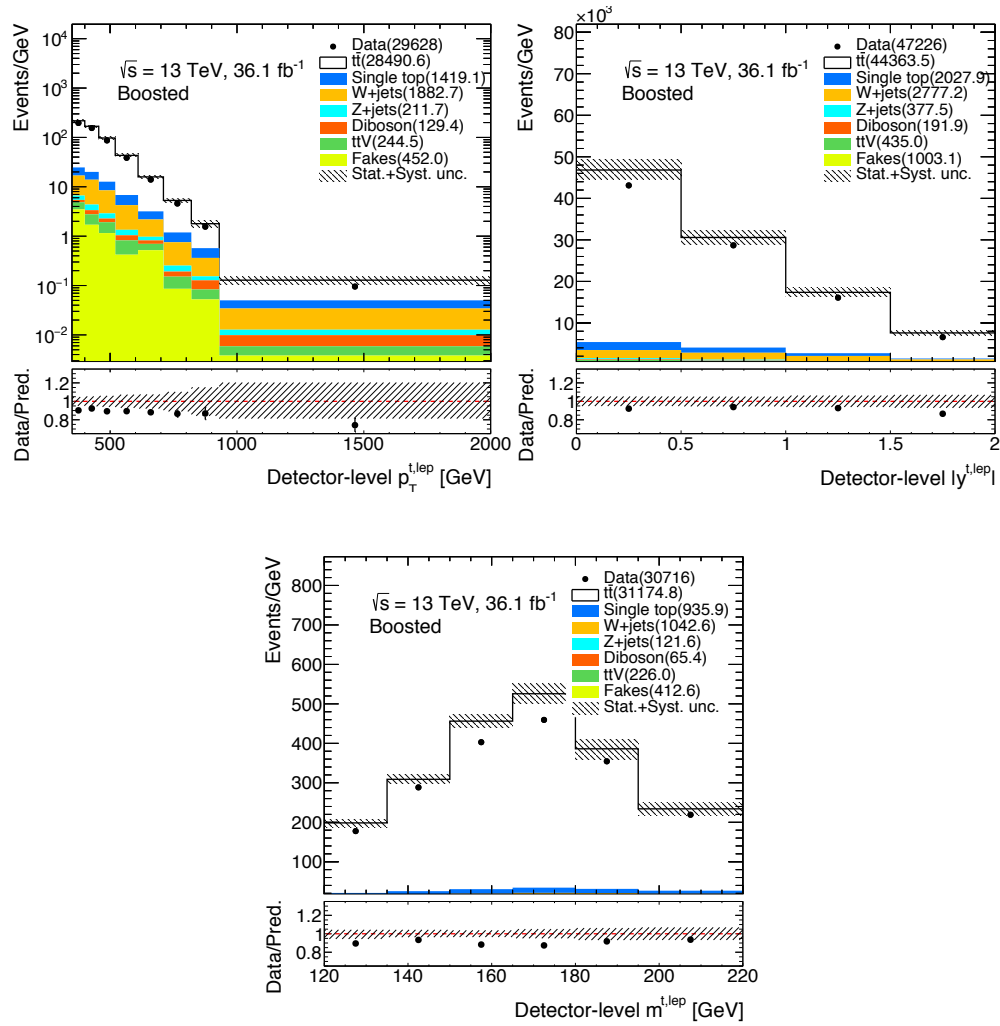 Events/GeV
10⁴
10³
10²
10
1
10⁻¹
10⁻²
√s = 13 TeV, 36.1 fb⁻¹
Boosted
Data(29628)
tt̄(28490.6)
Single top(1419.1)
W+jets(1882.7)
Z+jets(211.7)
Diboson(129.4)
ttV(244.5)
Fakes(452.0)
Stat.+Syst. unc.
Data/Pred.
1.2
1
0.8
500 1000 1500 2000
Detector-level p_T^{t,lep} [GeV]
Events/GeV
×10³
80
60
50
40
30
20
10
√s = 13 TeV, 36.1 fb⁻¹
Boosted
Data(47226)
tt̄(44363.5)
Single top(2027.9)
W+jets(2777.2)
Z+jets(377.5)
Diboson(191.9)
ttV(435.0)
Fakes(1003.1)
Stat.+Syst. unc.
Data/Pred.
1.2
1
0.8
0 0.5 1 1.5 2
Detector-level |y^{t,lep}|
Events/GeV
800
700
600
500
400
300
200
100
√s = 13 TeV, 36.1 fb⁻¹
Boosted
Data(30716)
tt̄(31174.8)
Single top(935.9)
W+jets(1042.6)
Z+jets(121.6)
Diboson(65.4)
ttV(226.0)
Fakes(412.6)
Stat.+Syst. unc.
Data/Pred.
1.2
1
0.8
120 140 160 180 200 220
Detector-level m^{t,lep} [GeV]